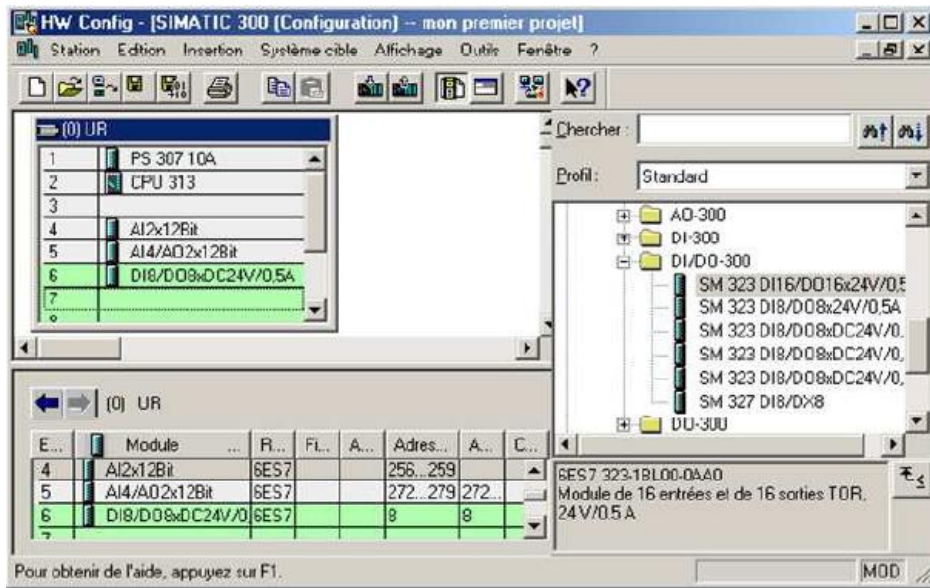 HW Config - [SIMATIC 300 (Configuration) -- mon premier projet]
Station Edition Insertion Système cible Affichage Outils Fenêtre ?
(0) UR
1 PS 307 10A
2 CPU 313
3
4 AI2x12Bit
5 AI4/AO2x12Bit
6 DI8/DO8xDC24V/0,5A
7
Chercher :
Profil : Standard
AO-300
DI-300
DI/DO-300
SM 323 DI16/DO16x24V/0,5
SM 323 DI8/DO8x24V/0,5A
SM 323 DI8/DO8xDC24V/0,
SM 323 DI8/DO8xDC24V/0,
SM 323 DI8/DO8xDC24V/0,
SM 327 DI8/DX8
DO-300
(0) UR
E... Module ... R... Fi... A... Adres... A... C...
4 AI2x12Bit 6ES7 256...259
5 AI4/AO2x12Bit 6ES7 272...279 272...
6 DI8/DO8xDC24V/0 6ES7 8 8
7
6ES7 323-1BL00-0AA0
Module de 16 entrées et de 16 sorties TOR,
24 V/0.5 A
Pour obtenir de l'aide, appuyez sur F1.
MOD